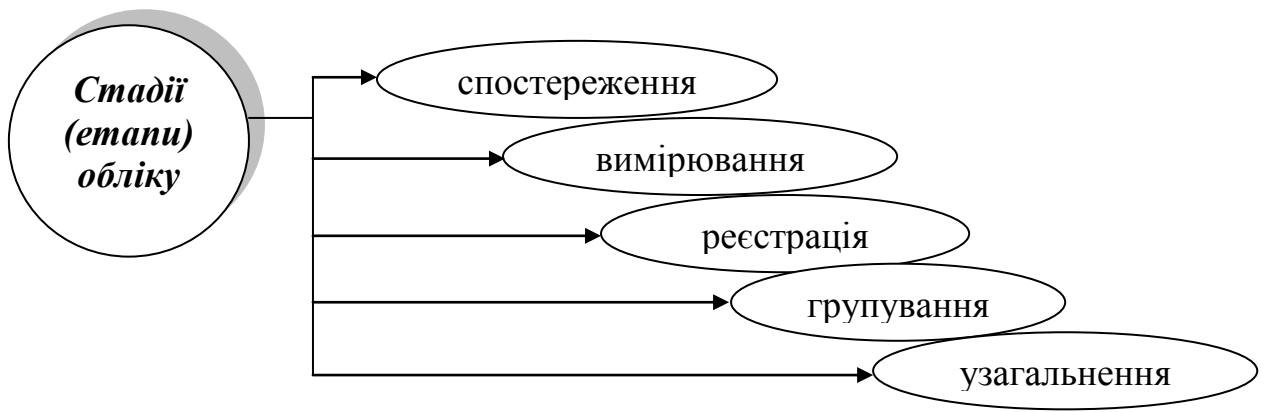 Стадії
(етапи)
обліку
спостереження
вимірювання
реєстрація
групування
узагальнення